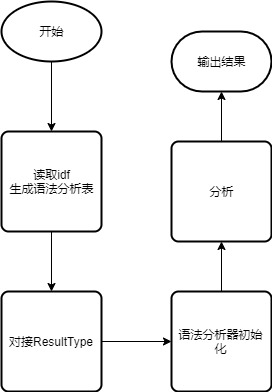 开始
读取idf
生成语法分析表
对接ResultType
语法分析器初始
化
分析
输出结果